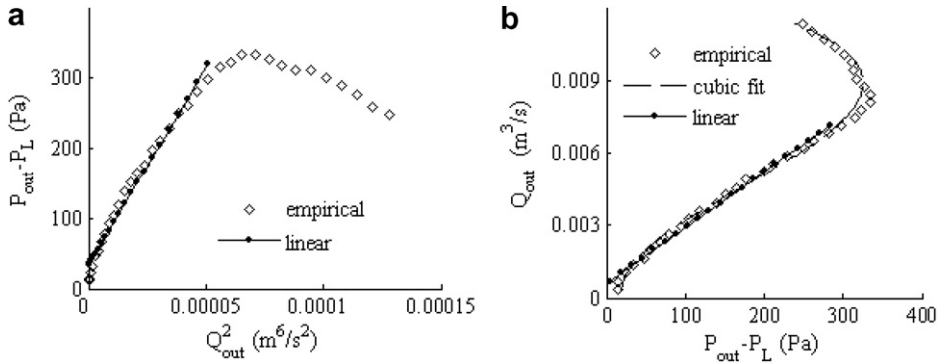 a
P_out-P_L (Pa)
300
200
100
0
0
0.00005
0.0001
0.00015
Q²_out (m⁶/s²)
empirical
linear
b
Q_out (m³/s)
0.009
0.006
0.003
0
0
100
200
300
400
P_out-P_L (Pa)
empirical
cubic fit
linear